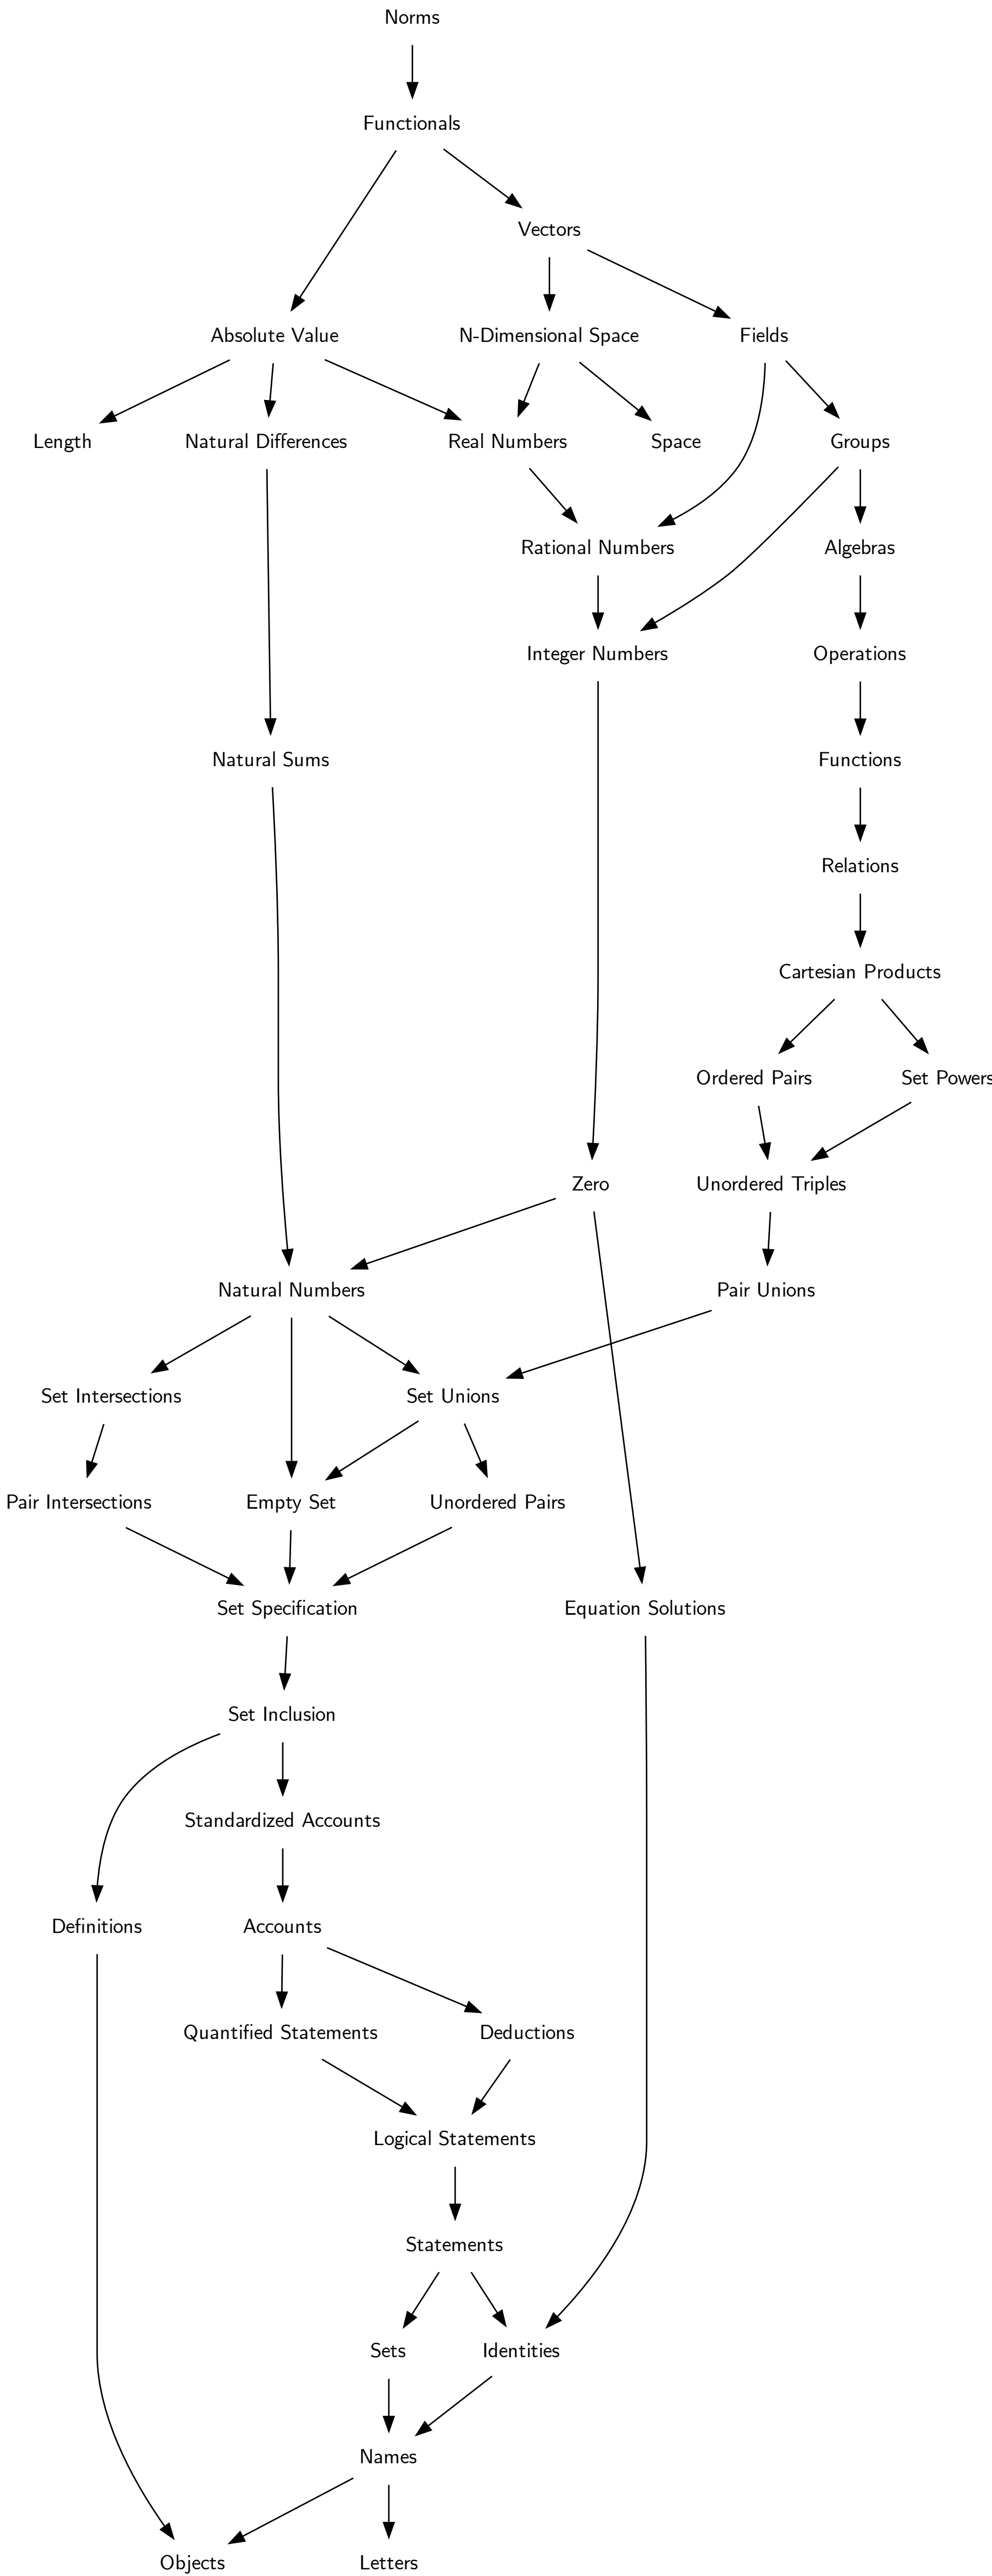 Norms
Functionals
Vectors
Absolute Value
N-Dimensional Space
Fields
Length
Natural Differences
Real Numbers
Space
Groups
Rational Numbers
Algebras
Integer Numbers
Operations
Natural Sums
Functions
Relations
Cartesian Products
Ordered Pairs
Set Powers
Zero
Unordered Triples
Natural Numbers
Pair Unions
Set Intersections
Set Unions
Pair Intersections
Empty Set
Unordered Pairs
Set Specification
Equation Solutions
Set Inclusion
Standardized Accounts
Definitions
Accounts
Quantified Statements
Deductions
Logical Statements
Statements
Sets
Identities
Names
Objects
Letters